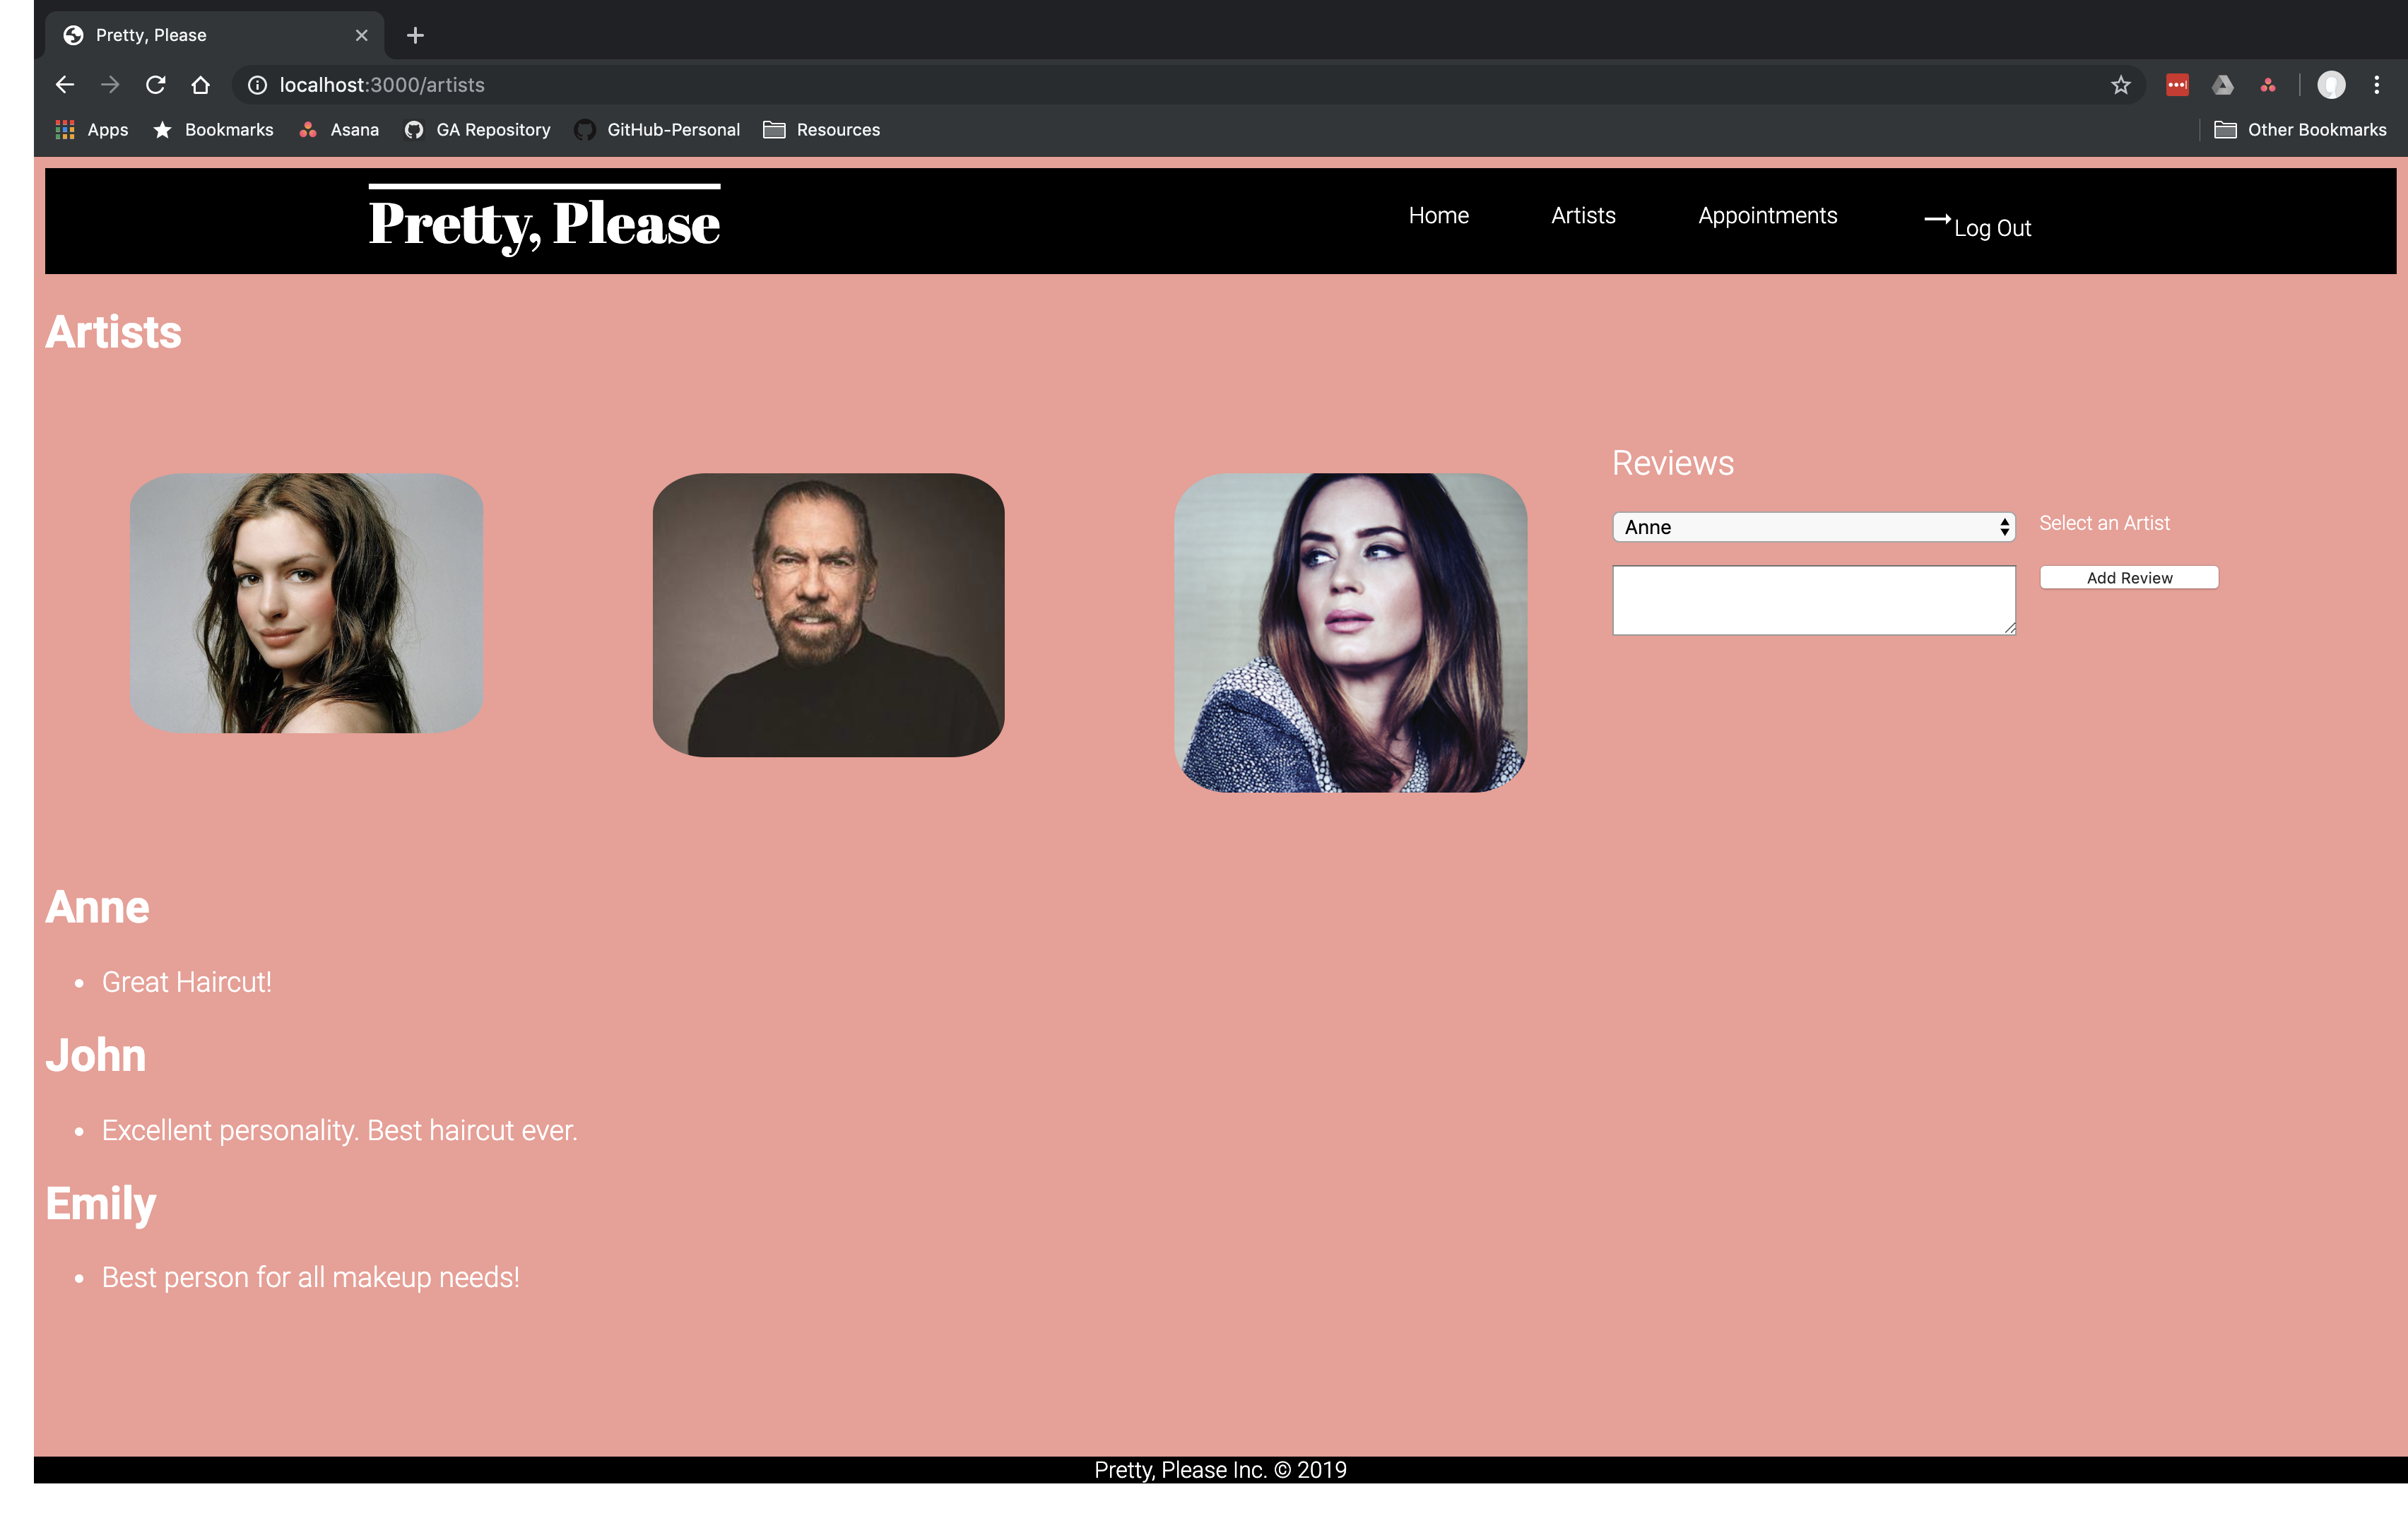 Pretty, Please
localhost:3000/artists
Apps Bookmarks Asana GA Repository GitHub-Personal Resources Other Bookmarks
Pretty, Please
Home Artists Appointments Log Out
Artists
Reviews
Anne Select an Artist
Add Review
Anne
• Great Haircut!
John
• Excellent personality. Best haircut ever.
Emily
• Best person for all makeup needs!
Pretty, Please Inc. © 2019